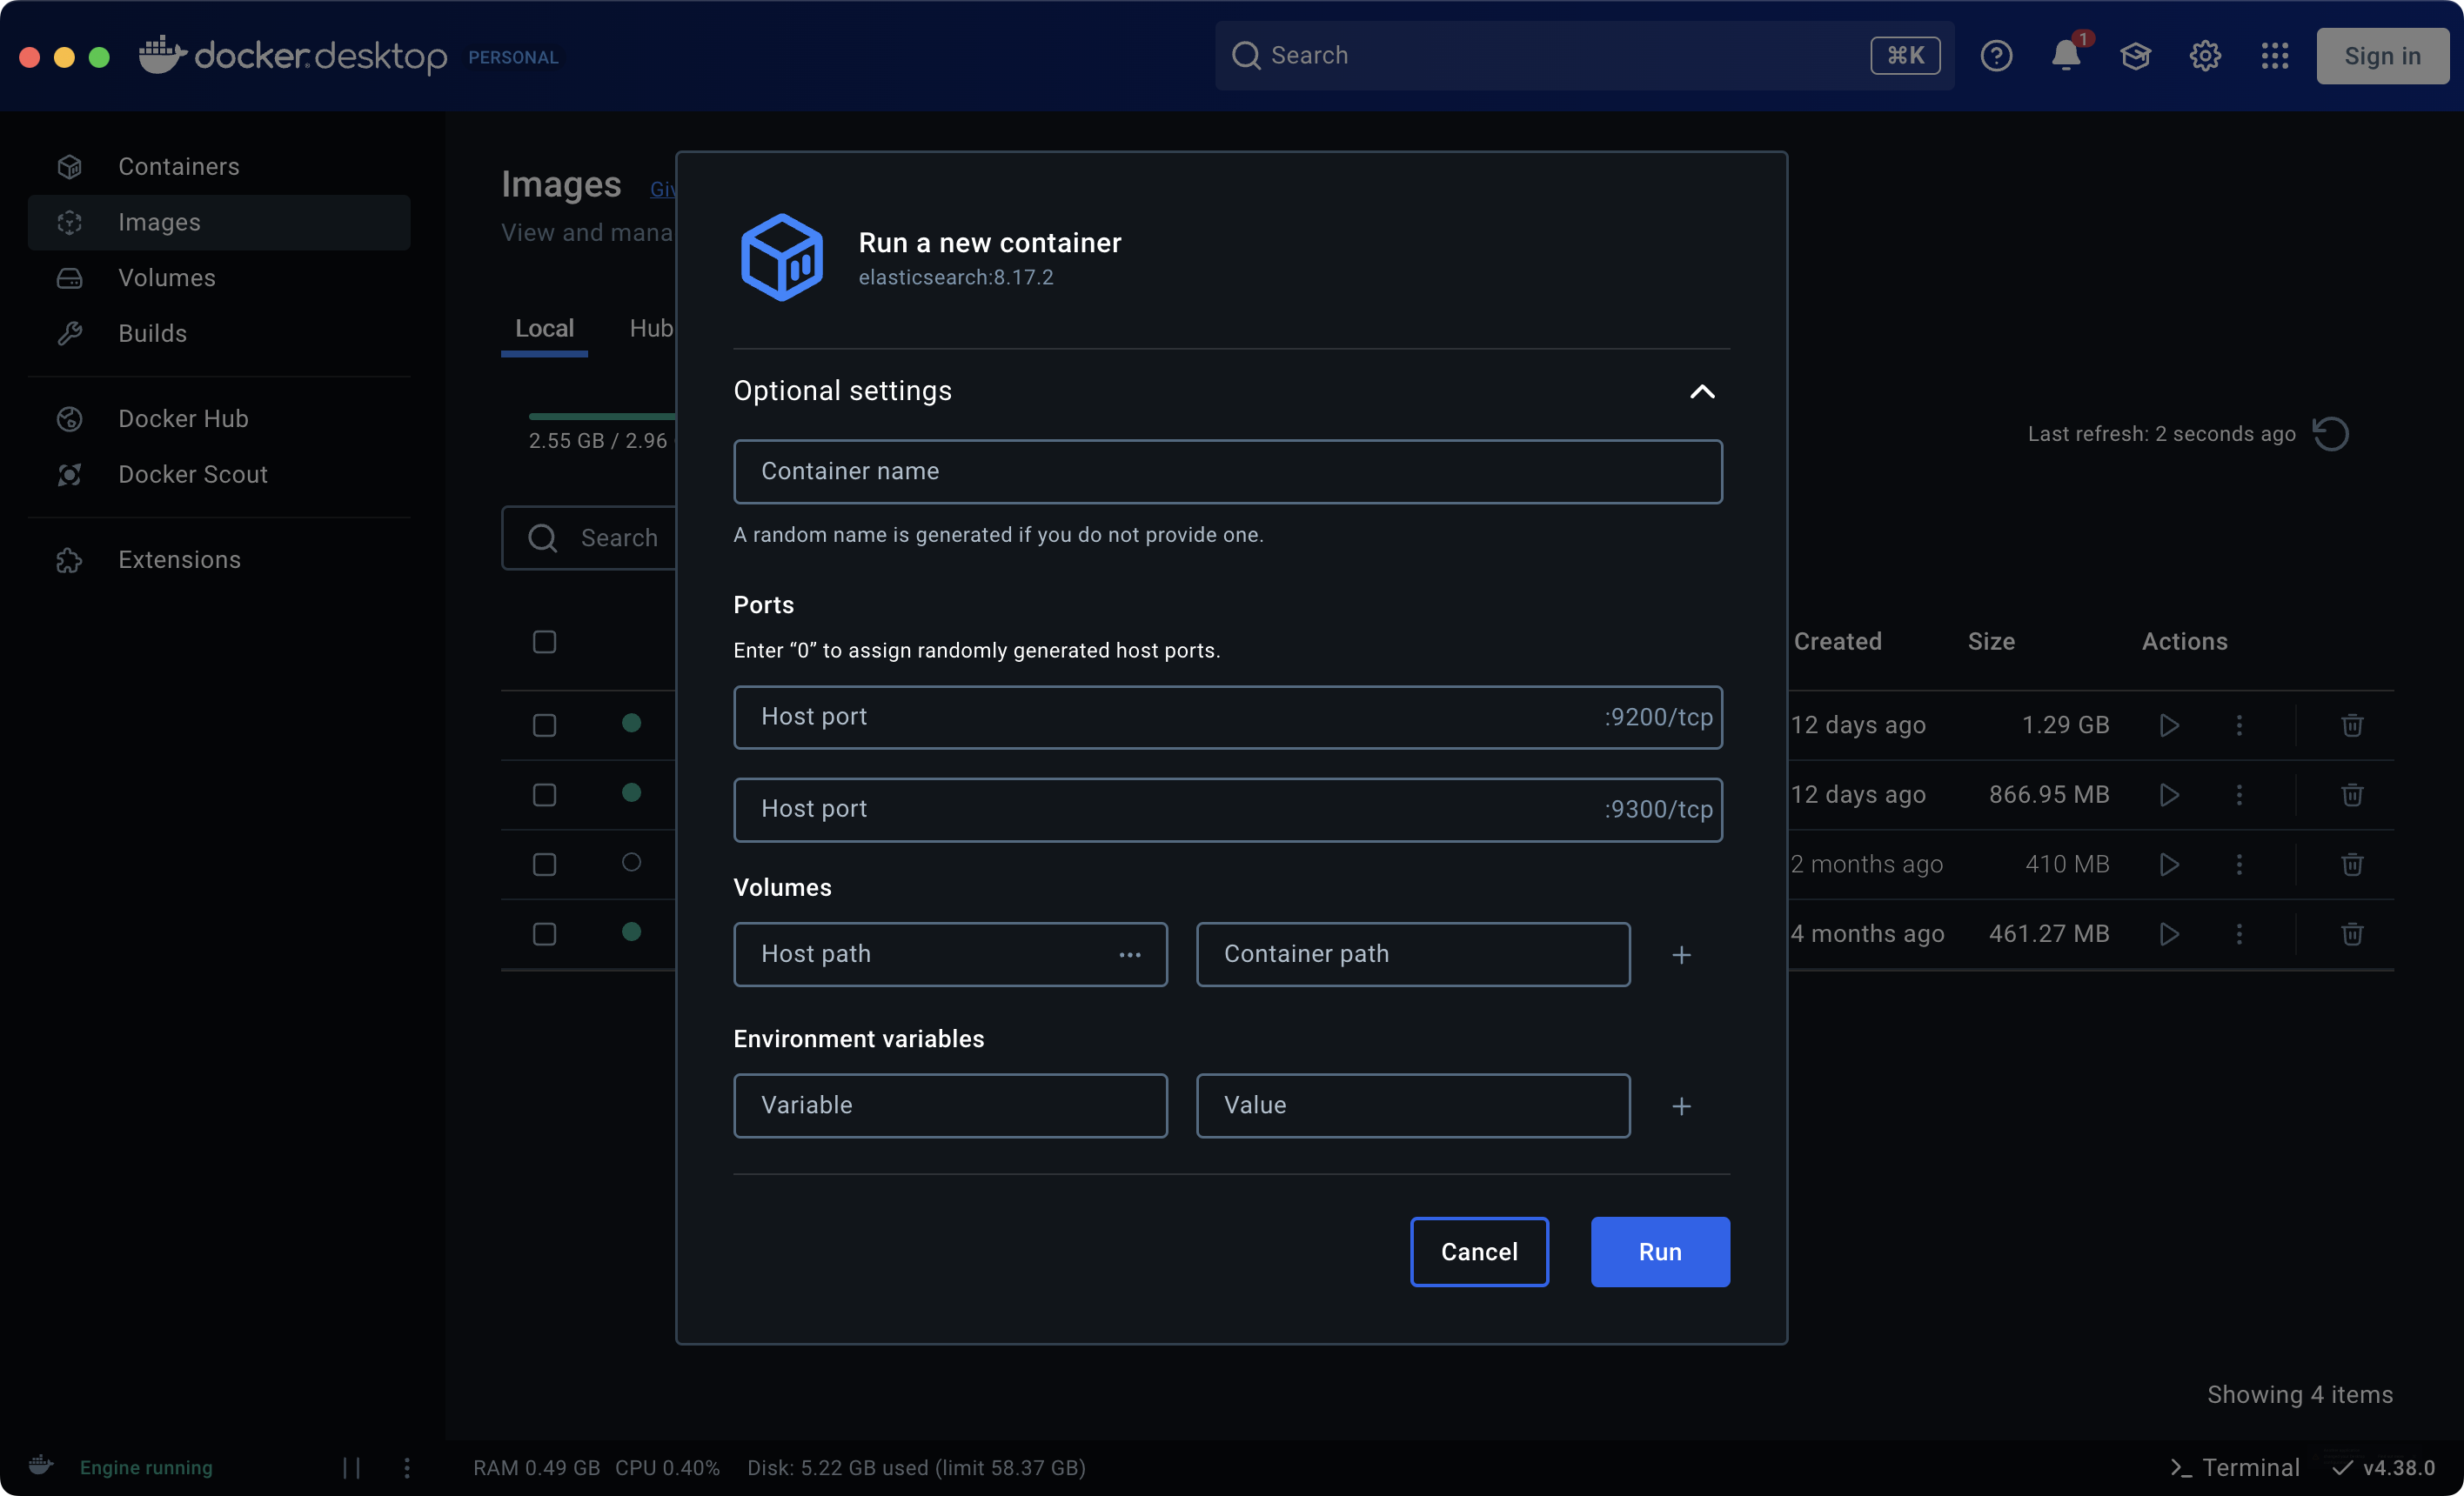 docker.desktop PERSONAL
Search ⌘K
1
Sign in
Containers
Images
Volumes
Builds
Docker Hub
Docker Scout
Extensions
Images
View and mana
Local Hub
2.55 GB / 2.96
Last refresh: 2 seconds ago
Search
Created Size Actions
12 days ago 1.29 GB
12 days ago 866.95 MB
2 months ago 410 MB
4 months ago 461.27 MB
Showing 4 items
Run a new container
elasticsearch:8.17.2
Optional settings
Container name
A random name is generated if you do not provide one.
Ports
Enter “0” to assign randomly generated host ports.
Host port :9200/tcp
Host port :9300/tcp
Volumes
Host path ··· Container path +
Environment variables
Variable Value +
Cancel Run
Engine running
RAM 0.49 GB CPU 0.40% Disk: 5.22 GB used (limit 58.37 GB)
>_ Terminal v4.38.0